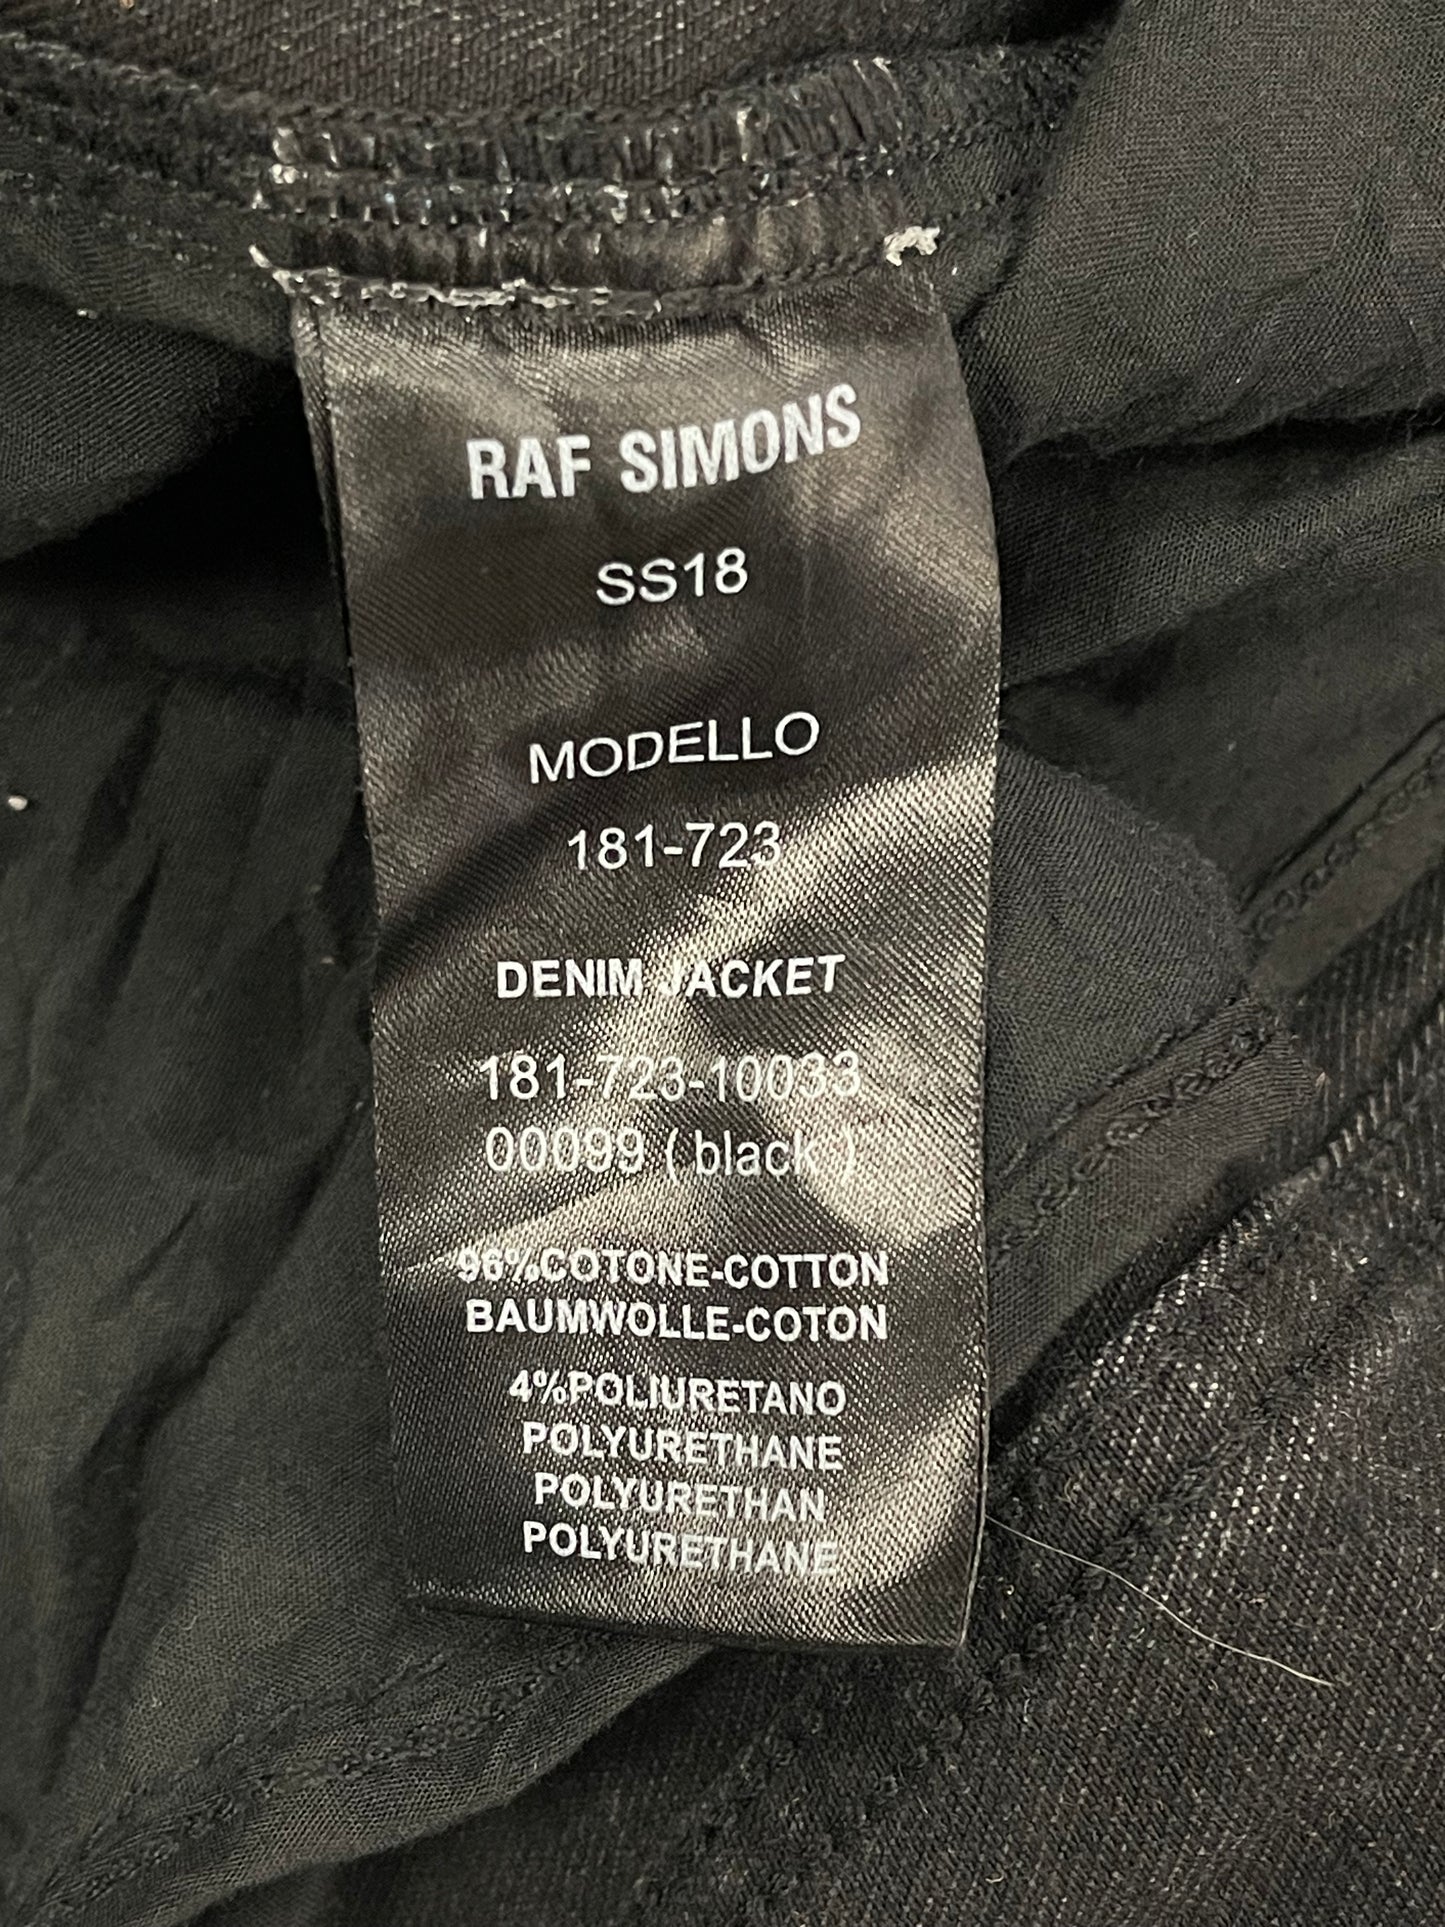 RAF SIMONS
SS18
MODELLO
181-723
DENIM JACKET
181-723-10033
00099 ( black )
96%COTONE-COTTON
BAUMWOLLE-COTON
4%POLIURETANO
POLYURETHANE
POLYURETHAN
POLYURETHANE